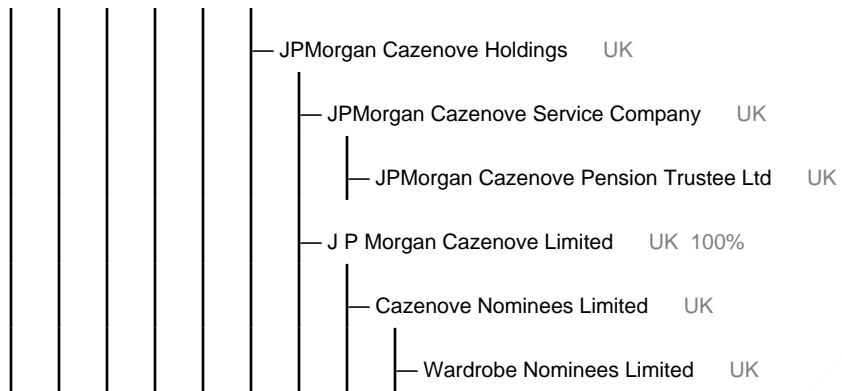 JPMorgan Cazenove Holdings UK
JPMorgan Cazenove Service Company UK
JPMorgan Cazenove Pension Trustee Ltd UK
J P Morgan Cazenove Limited UK 100%
Cazenove Nominees Limited UK
Wardrobe Nominees Limited UK